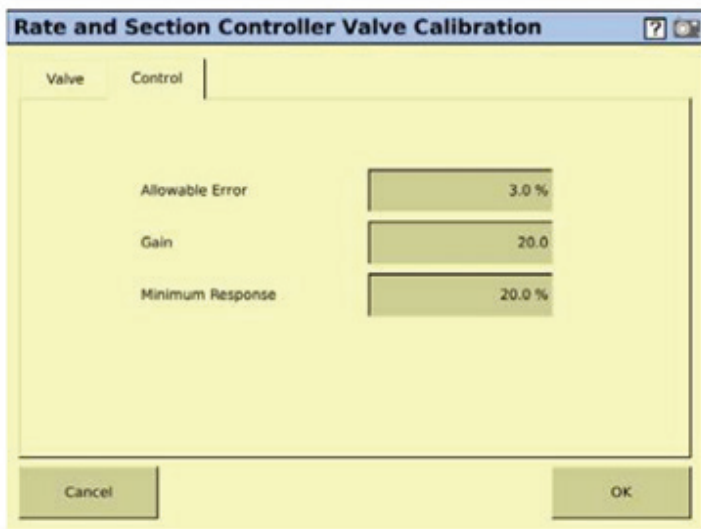 Rate and Section Controller Valve Calibration ?
Valve Control
Allowable Error 3.0 %
Gain 20.0
Minimum Response 20.0 %
Cancel OK